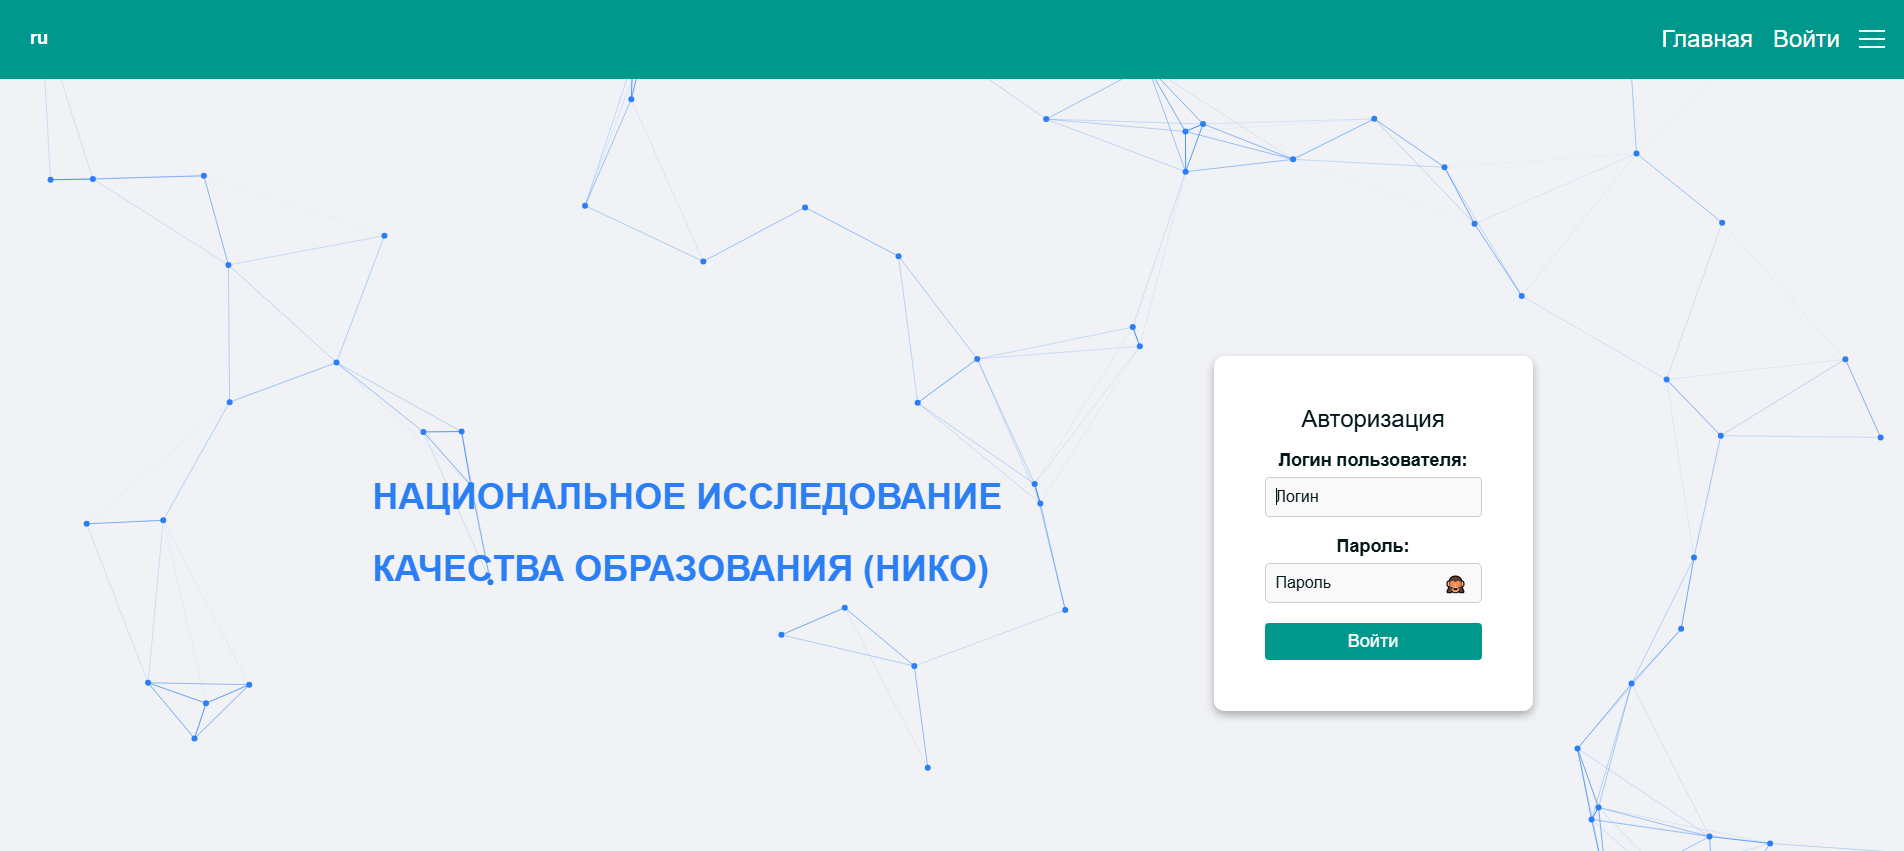 ru
Главная
Войти
НАЦИОНАЛЬНОЕ ИССЛЕДОВАНИЕ
КАЧЕСТВА ОБРАЗОВАНИЯ (НИКО)
Авторизация
Логин пользователя:
Логин
Пароль:
Пароль
Войти